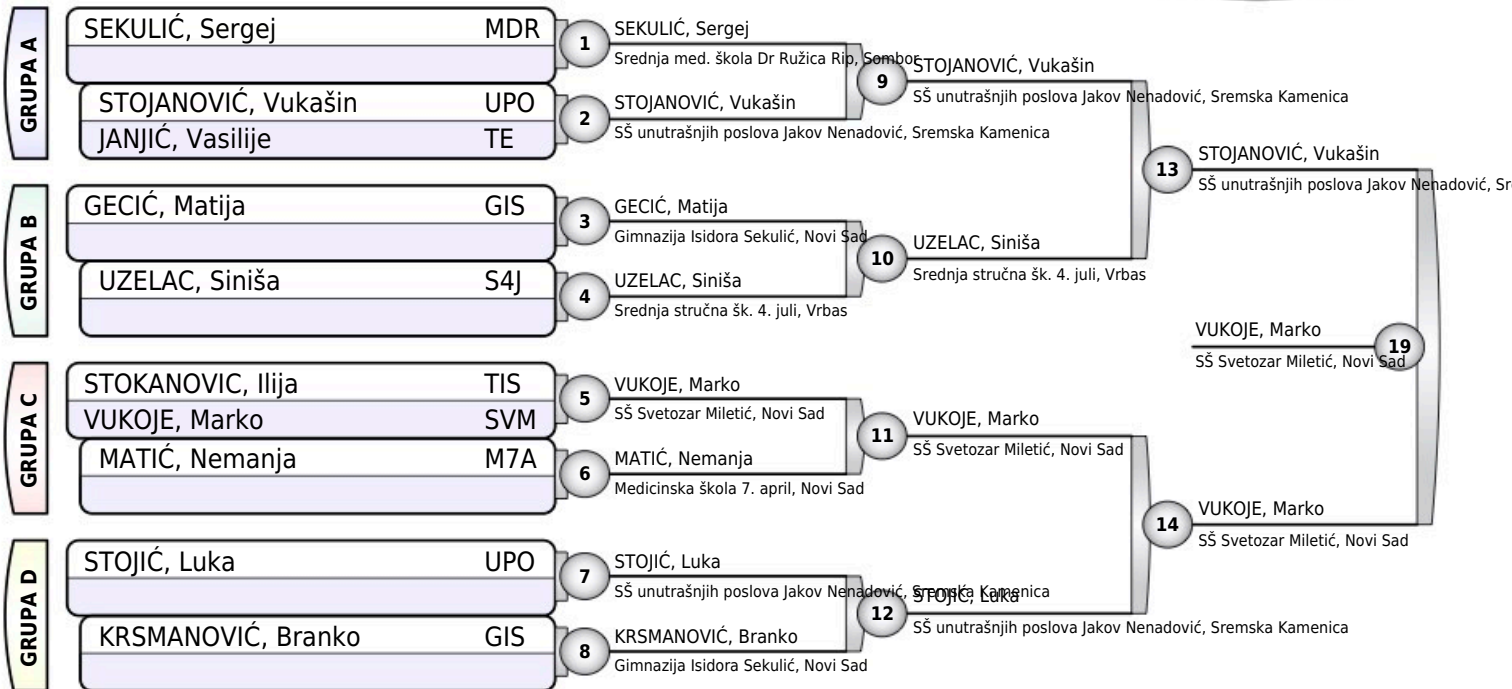 GRUPA A
SEKULIĆ, Sergej MDR
STOJANOVIĆ, Vukašin UPO
JANJIĆ, Vasilije TE
GRUPA B
GECIĆ, Matija GIS
UZELAC, Siniša S4J
GRUPA C
STOKANOVIC, Ilija TIS
VUKOJE, Marko SVM
MATIĆ, Nemanja M7A
GRUPA D
STOJIĆ, Luka UPO
KRSMANOVIĆ, Branko GIS
1
SEKULIĆ, Sergej
Srednja med. škola Dr Ružica Rip, Sombor
2
STOJANOVIĆ, Vukašin
SŠ unutrašnjih poslova Jakov Nenadović, Sremska Kamenica
3
GECIĆ, Matija
Gimnazija Isidora Sekulić, Novi Sad
4
UZELAC, Siniša
Srednja stručna šk. 4. juli, Vrbas
5
VUKOJE, Marko
SŠ Svetozar Miletić, Novi Sad
6
MATIĆ, Nemanja
Medicinska škola 7. april, Novi Sad
7
STOJIĆ, Luka
SŠ unutrašnjih poslova Jakov Nenadović, Sremska Kamenica
8
KRSMANOVIĆ, Branko
Gimnazija Isidora Sekulić, Novi Sad
9
STOJANOVIĆ, Vukašin
SŠ unutrašnjih poslova Jakov Nenadović, Sremska Kamenica
10
UZELAC, Siniša
Srednja stručna šk. 4. juli, Vrbas
11
VUKOJE, Marko
SŠ Svetozar Miletić, Novi Sad
12
STOJIĆ, Luka
SŠ unutrašnjih poslova Jakov Nenadović, Sremska Kamenica
13
STOJANOVIĆ, Vukašin
SŠ unutrašnjih poslova Jakov Nenadović, Sr
14
VUKOJE, Marko
SŠ Svetozar Miletić, Novi Sad
VUKOJE, Marko
19
SŠ Svetozar Miletić, Novi Sad